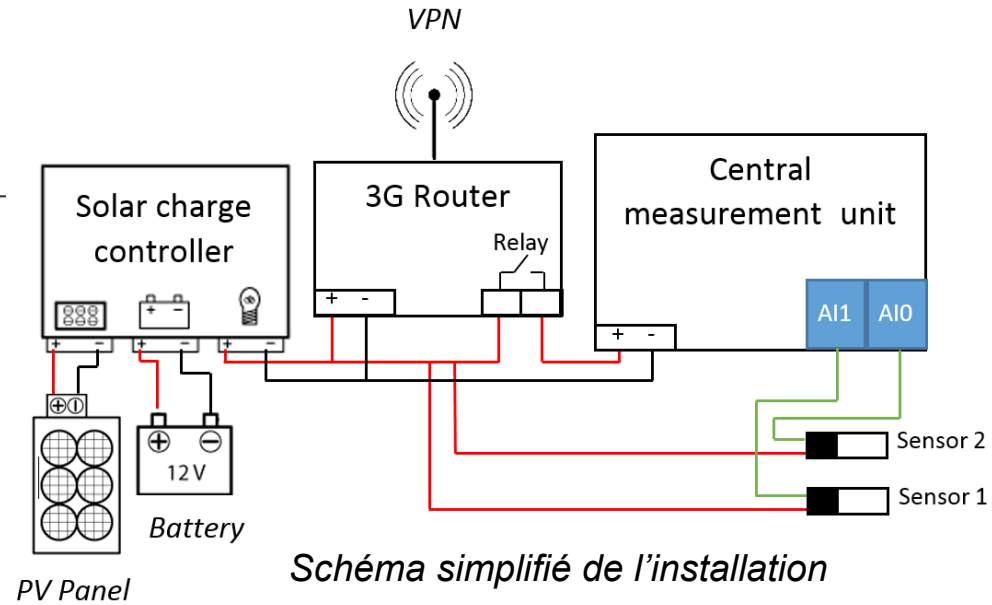 VPN
Solar charge
controller
3G Router
Relay
Central
measurement unit
AI1 AI0
+ -
+ -
+ - + - + -
+ -
12 V
Battery
PV Panel
Sensor 2
Sensor 1
Schéma simplifié de l'installation